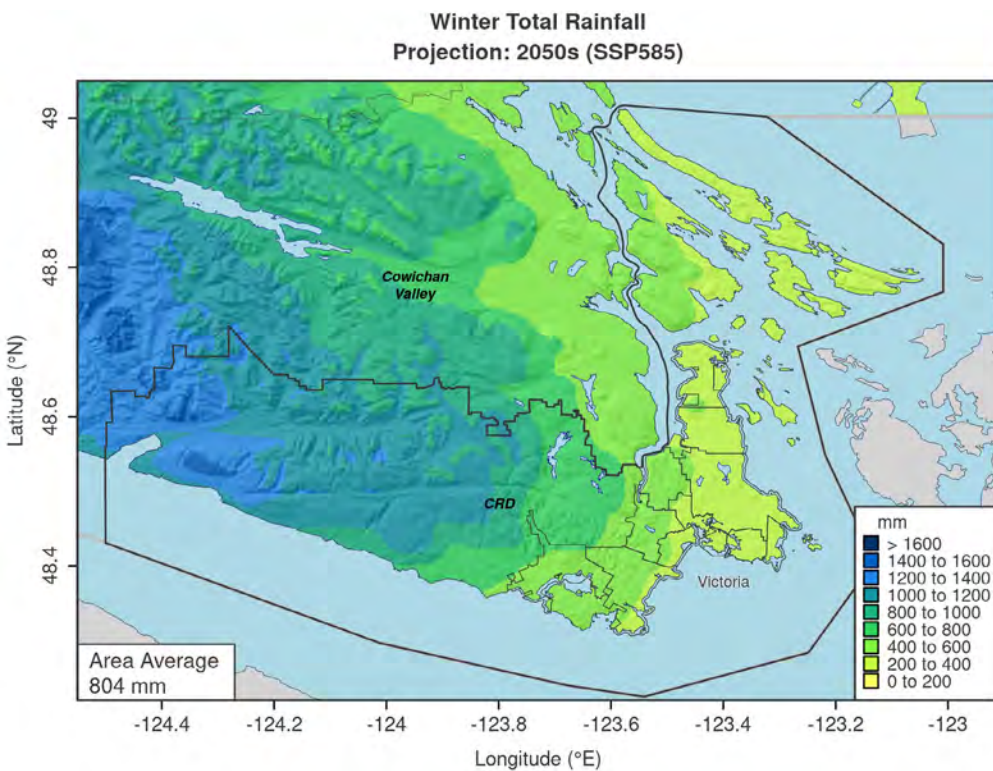 Winter Total Rainfall
Projection: 2050s (SSP585)
Latitude (°N)
49
48.8
48.6
48.4
Cowichan
Valley
CRD
Victoria
mm
> 1600
1400 to 1600
1200 to 1400
1000 to 1200
800 to 1000
600 to 800
400 to 600
200 to 400
0 to 200
Area Average
804 mm
-124.4
-124.2
-124
-123.8
-123.6
-123.4
-123.2
-123
Longitude (°E)